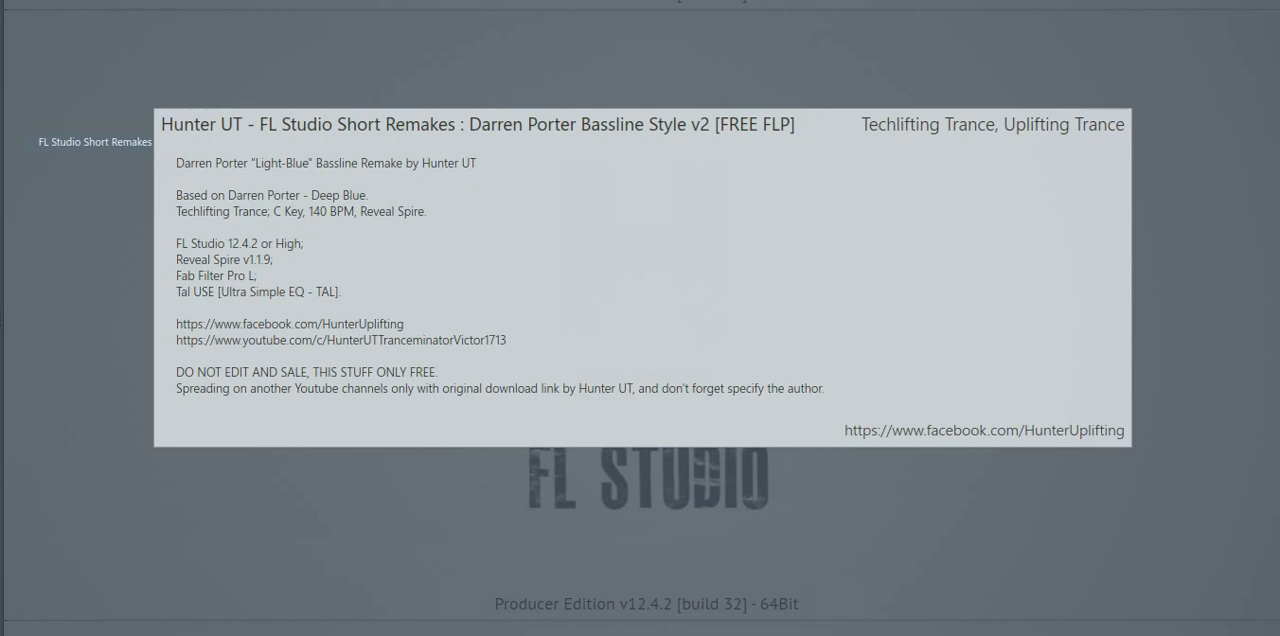 FL Studio Short Remakes
Hunter UT - FL Studio Short Remakes : Darren Porter Bassline Style v2 [FREE FLP]
Techlifting Trance, Uplifting Trance
Darren Porter "Light-Blue" Bassline Remake by Hunter UT
Based on Darren Porter - Deep Blue.
Techlifting Trance; C Key, 140 BPM, Reveal Spire.
FL Studio 12.4.2 or High;
Reveal Spire v1.1.9;
Fab Filter Pro L;
Tal USE [Ultra Simple EQ - TAL].
https://www.facebook.com/HunterUplifting
https://www.youtube.com/c/HunterUTTranceminatorVictor1713
DO NOT EDIT AND SALE, THIS STUFF ONLY FREE.
Spreading on another Youtube channels only with original download link by Hunter UT, and don't forget specify the author.
https://www.facebook.com/HunterUplifting
FL STUDIO
Producer Edition v12.4.2 [build 32] - 64Bit